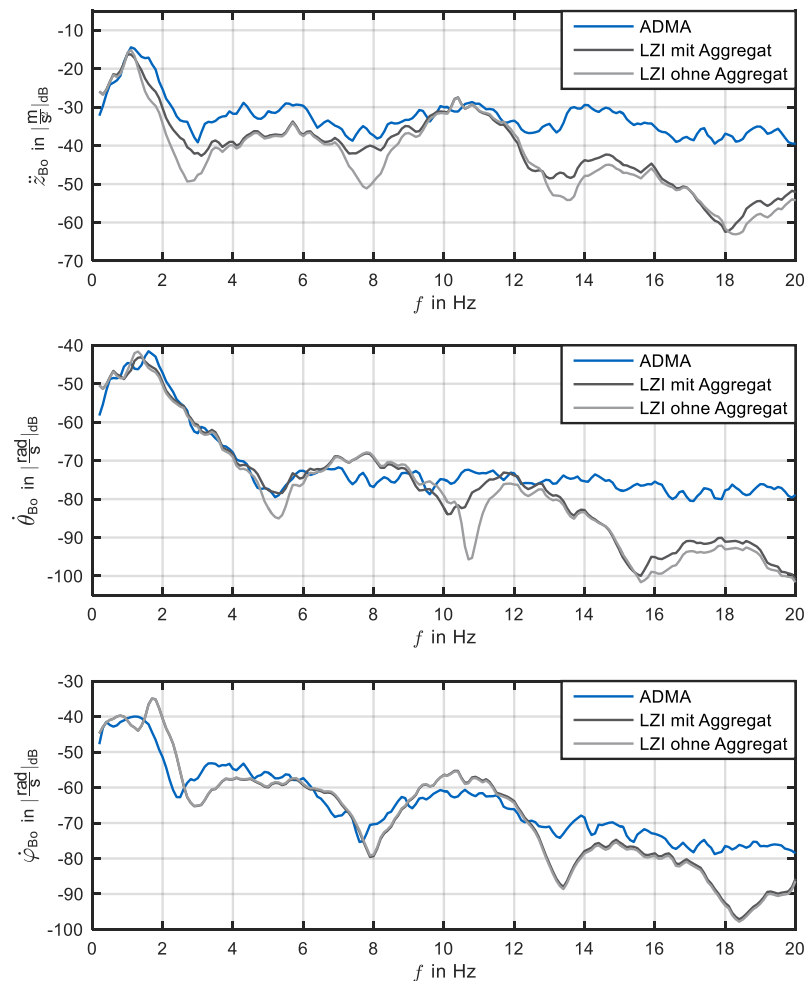 -10
-20
-30
-40
-50
-60
-70
z̈_Bo in |m/s²|dB
ADMA
LZI mit Aggregat
LZI ohne Aggregat
0 2 4 6 8 10 12 14 16 18 20
f in Hz
-40
-50
-60
-70
-80
-90
-100
θ̇_Bo in |rad/s|dB
ADMA
LZI mit Aggregat
LZI ohne Aggregat
0 2 4 6 8 10 12 14 16 18 20
f in Hz
-30
-40
-50
-60
-70
-80
-90
-100
φ̇_Bo in |rad/s|dB
ADMA
LZI mit Aggregat
LZI ohne Aggregat
0 2 4 6 8 10 12 14 16 18 20
f in Hz